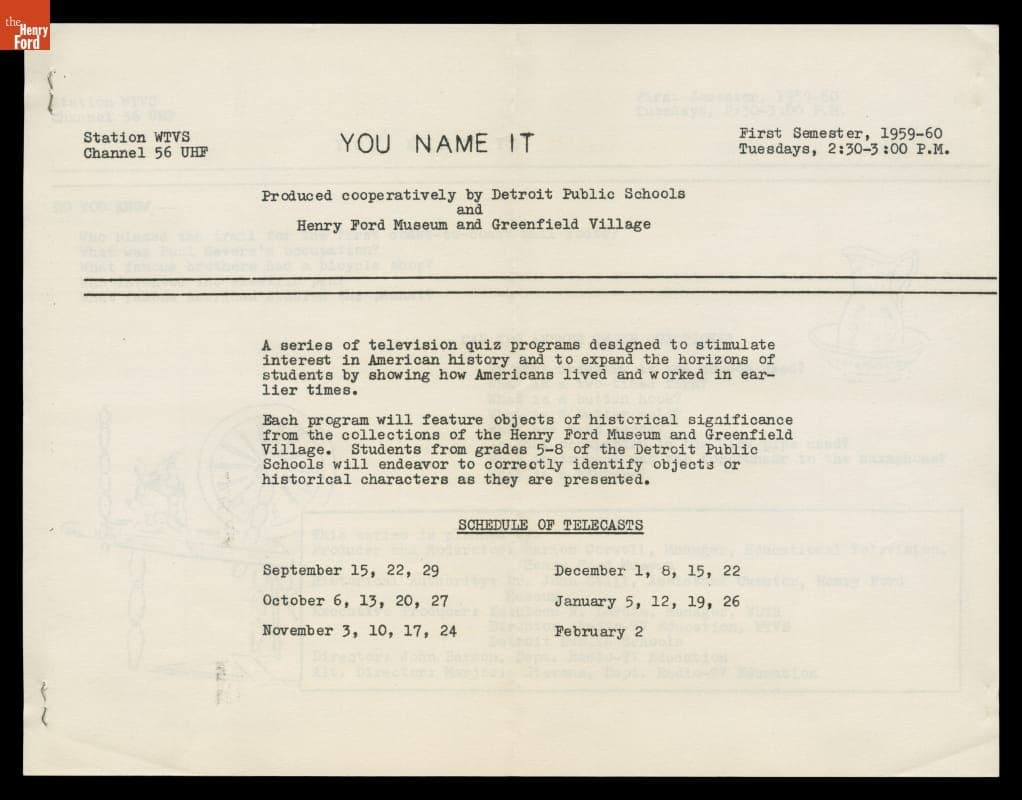 the
Henry
Ford
Station WTVS
Channel 56 UHF
YOU NAME IT
First Semester, 1959-60
Tuesdays, 2:30-3:00 P.M.
Produced cooperatively by Detroit Public Schools
and
Henry Ford Museum and Greenfield Village
A series of television quiz programs designed to stimulate
interest in American history and to expand the horizons of
students by showing how Americans lived and worked in ear-
lier times.
Each program will feature objects of historical significance
from the collections of the Henry Ford Museum and Greenfield
Village. Students from grades 5-8 of the Detroit Public
Schools will endeavor to correctly identify objects or
historical characters as they are presented.
SCHEDULE OF TELECASTS
September 15, 22, 29
December 1, 8, 15, 22
October 6, 13, 20, 27
January 5, 12, 19, 26
November 3, 10, 17, 24
February 2